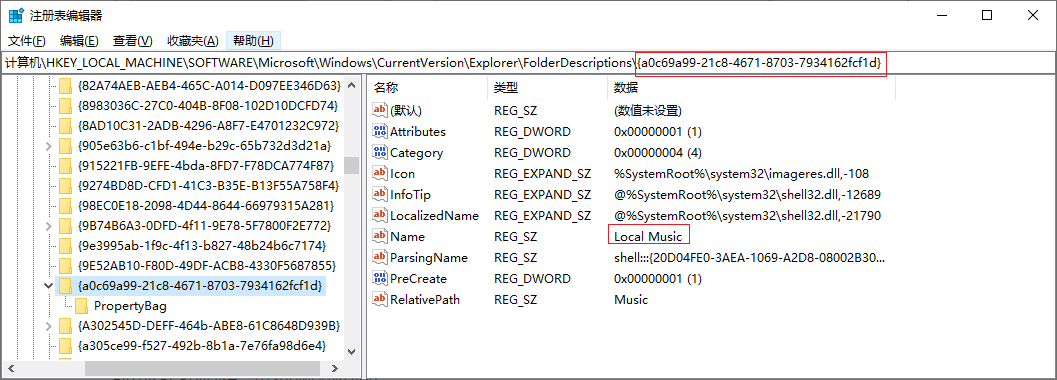 注册表编辑器
文件(F) 编辑(E) 查看(V) 收藏夹(A) 帮助(H)
计算机\HKEY_LOCAL_MACHINE\SOFTWARE\Microsoft\Windows\CurrentVersion\Explorer\FolderDescriptions\{a0c69a99-21c8-4671-8703-7934162fcf1d}
{82A74AEB-AEB4-465C-A014-D097EE346D63}
{8983036C-27C0-404B-8F08-102D10DCFD74}
{8AD10C31-2ADB-4296-A8F7-E4701232C972}
{905e63b6-c1bf-494e-b29c-65b732d3d21a}
{915221FB-9EFE-4bda-8FD7-F78DCA774F87}
{9274BD8D-CFD1-41C3-B35E-B13F55A758F4}
{98EC0E18-2098-4D44-8644-66979315A281}
{9B74B6A3-0DFD-4f11-9E78-5F7800F2E772}
{9e3995ab-1f9c-4f13-b827-48b24b6c7174}
{9E52AB10-F80D-49DF-ACB8-4330F5687855}
{a0c69a99-21c8-4671-8703-7934162fcf1d}
PropertyBag
{A302545D-DEFF-464b-ABE8-61C8648D939B}
{a305ce99-f527-492b-8b1a-7e76fa98d6e4}
名称 类型 数据
(默认) REG_SZ (数值未设置)
Attributes REG_DWORD 0x00000001 (1)
Category REG_DWORD 0x00000004 (4)
Icon REG_EXPAND_SZ %SystemRoot%\system32\imageres.dll,-108
InfoTip REG_EXPAND_SZ @%SystemRoot%\system32\shell32.dll,-12689
LocalizedName REG_EXPAND_SZ @%SystemRoot%\system32\shell32.dll,-21790
Name REG_SZ Local Music
ParsingName REG_SZ shell:::{20D04FE0-3AEA-1069-A2D8-08002B30...
PreCreate REG_DWORD 0x00000001 (1)
RelativePath REG_SZ Music